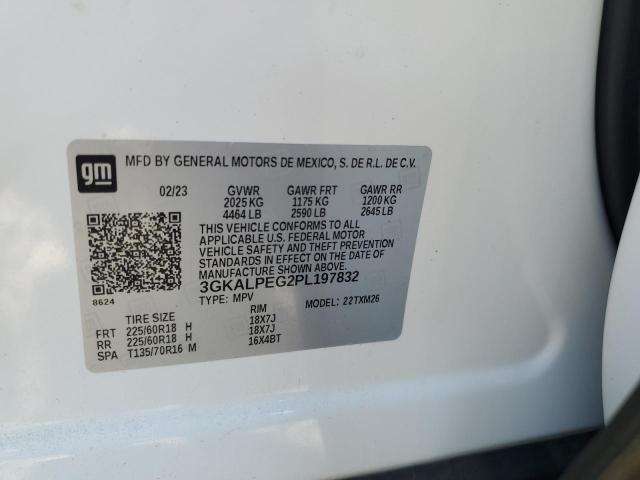 gm MFD BY GENERAL MOTORS DE MEXICO, S. DE R.L. DE C.V.
02/23 GVWR GAWR FRT GAWR RR
2025 KG 1175 KG 1200 KG
4464 LB 2590 LB 2645 LB
THIS VEHICLE CONFORMS TO ALL
APPLICABLE U.S. FEDERAL MOTOR
VEHICLE SAFETY AND THEFT PREVENTION
STANDARDS IN EFFECT ON THE DATE OF
MANUFACTURE SHOWN ABOVE.
3GKALPEG2PL197832
8624
TYPE: MPV MODEL: 22TXM26
TIRE SIZE RIM
FRT 225/60R18 H 18X7J
RR 225/60R18 H 18X7J
SPA T135/70R16 M 16X4BT